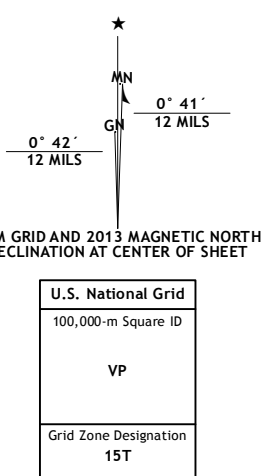 ★
MN
0° 41´
12 MILS
GN
0° 42´
12 MILS
M GRID AND 2013 MAGNETIC NORTH
ECLINATION AT CENTER OF SHEET
U.S. National Grid
100,000-m Square ID
VP
Grid Zone Designation
15T